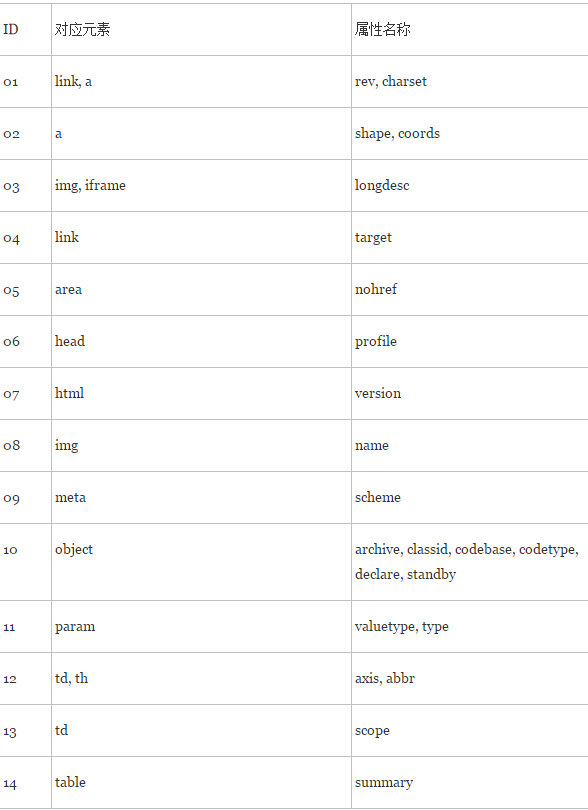 ID 对应元素 属性名称
01 link, a rev, charset
02 a shape, coords
03 img, iframe longdesc
04 link target
05 area nohref
06 head profile
07 html version
08 img name
09 meta scheme
10 object archive, classid, codebase, codetype,
declare, standby
11 param valuetype, type
12 td, th axis, abbr
13 td scope
14 table summary